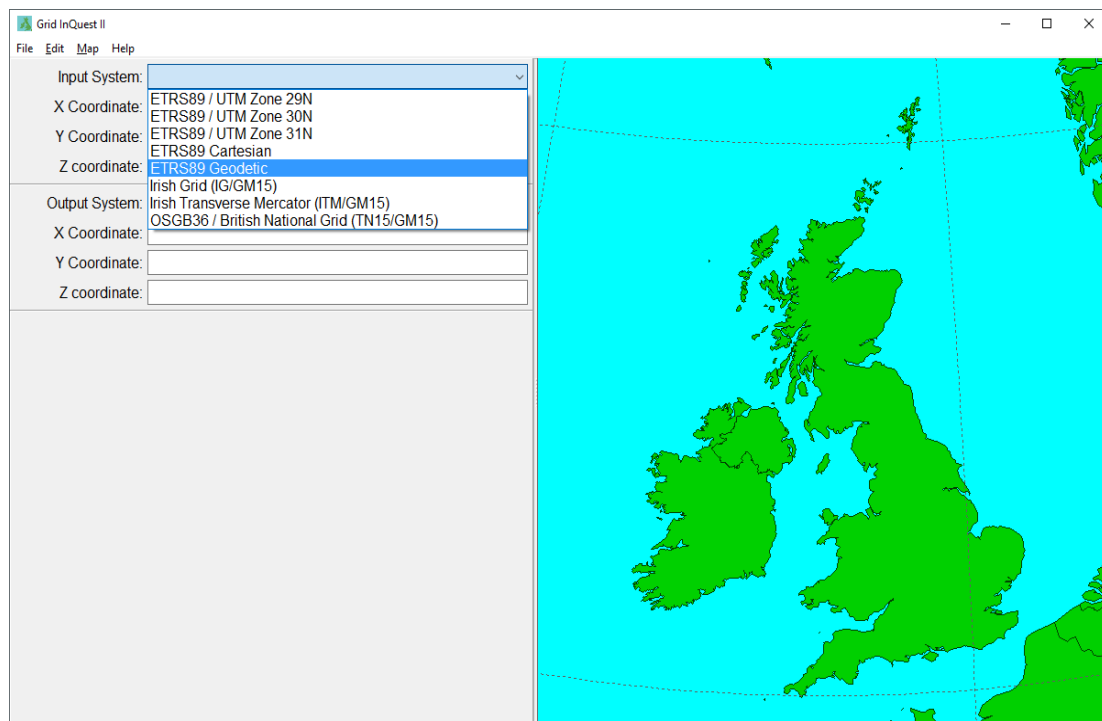 Grid InQuest II
File Edit Map Help
Input System:
X Coordinate:
Y Coordinate:
Z coordinate:
ETRS89 / UTM Zone 29N
ETRS89 / UTM Zone 30N
ETRS89 / UTM Zone 31N
ETRS89 Cartesian
ETRS89 Geodetic
Irish Grid (IG/GM15)
Irish Transverse Mercator (ITM/GM15)
OSGB36 / British National Grid (TN15/GM15)
Output System:
X Coordinate:
Y Coordinate:
Z coordinate: